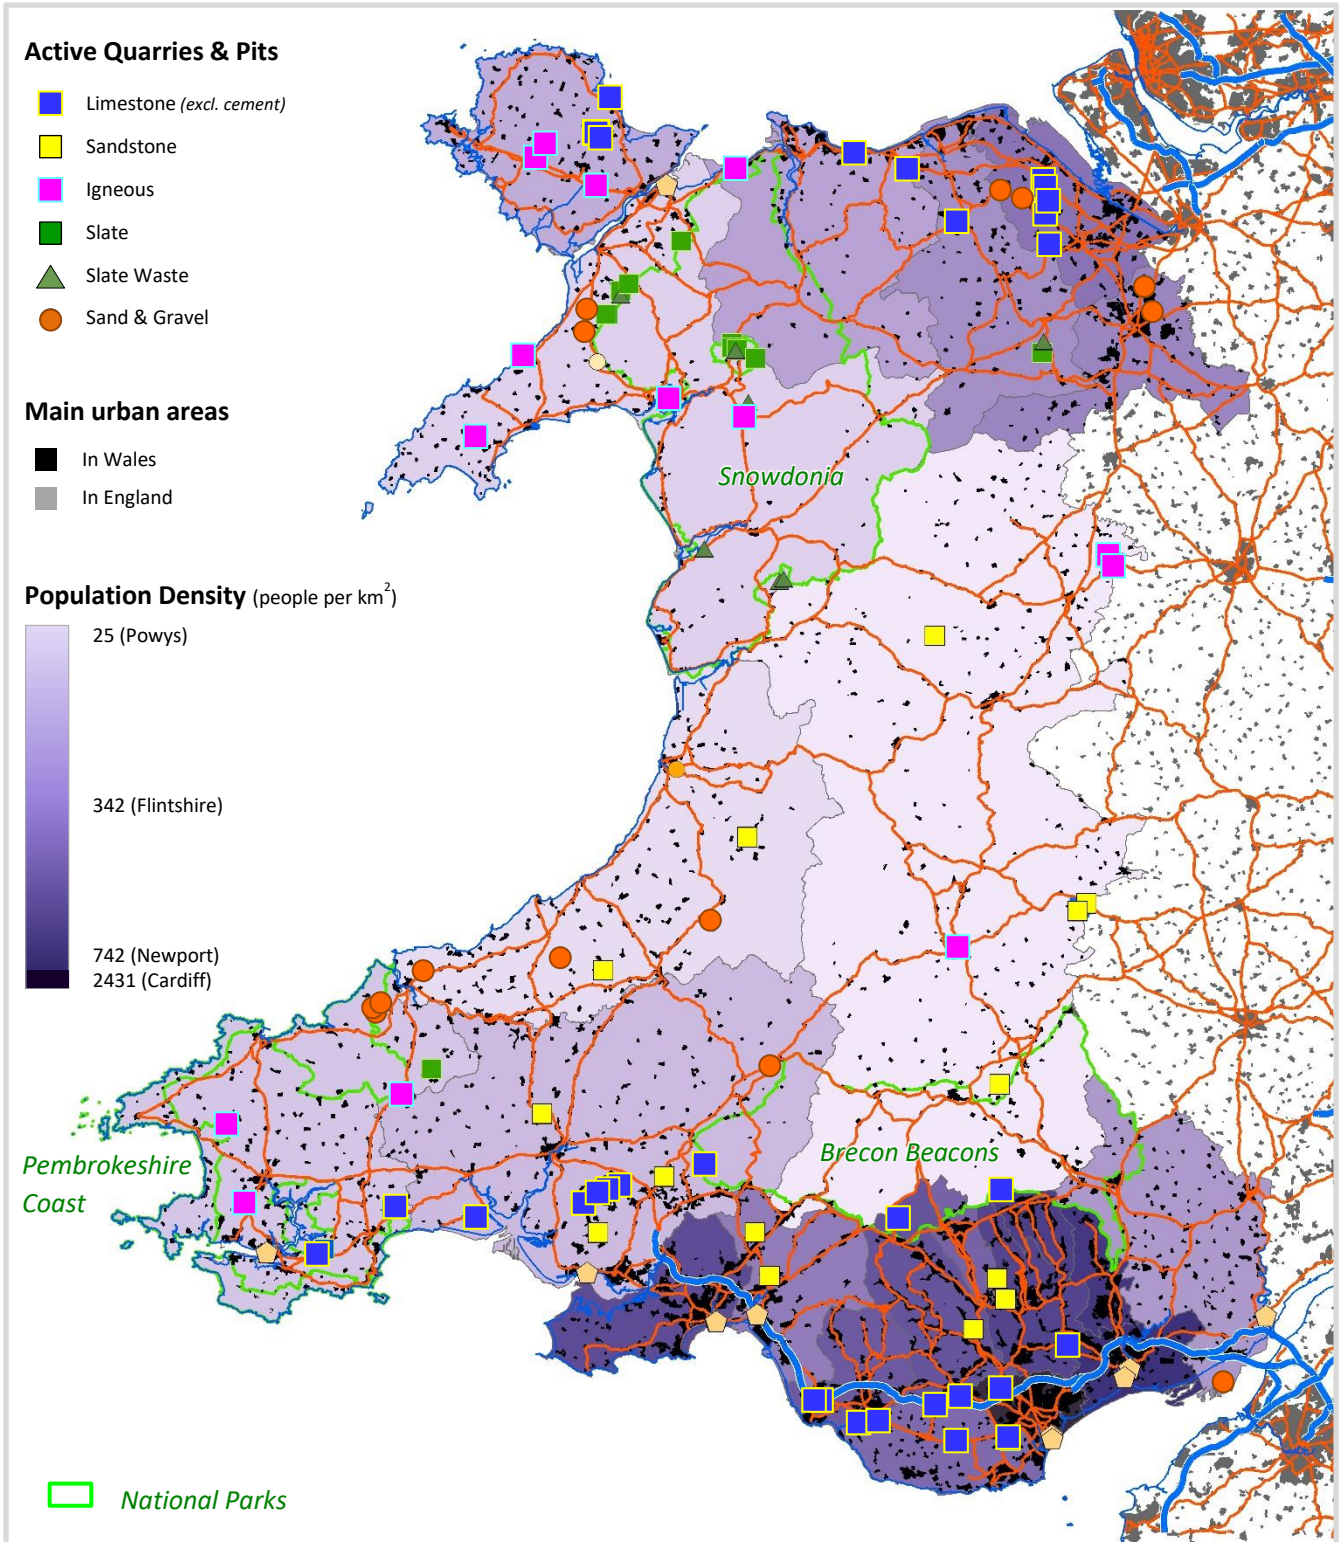 Active Quarries & Pits
Limestone (excl. cement)
Sandstone
Igneous
Slate
Slate Waste
Sand & Gravel
Main urban areas
In Wales
In England
Population Density (people per km²)
25 (Powys)
342 (Flintshire)
742 (Newport)
2431 (Cardiff)
Snowdonia
Pembrokeshire
Coast
Brecon Beacons
National Parks